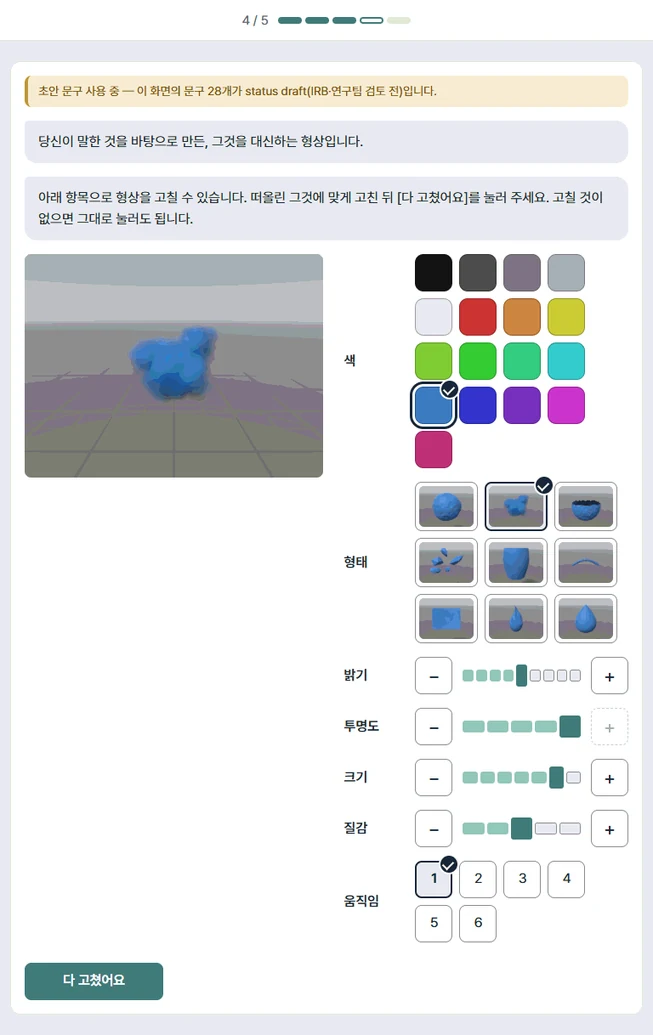 4 / 5
초안 문구 사용 중 — 이 화면의 문구 28개가 status draft(IRB·연구팀 검토 전)입니다.
당신이 말한 것을 바탕으로 만든, 그것을 대신하는 형상입니다.
아래 항목으로 형상을 고칠 수 있습니다. 떠올린 그것에 맞게 고친 뒤 [다 고쳤어요]를 눌러 주세요. 고칠 것이
없으면 그대로 눌러도 됩니다.
색
형태
밝기
− +
투명도
− +
크기
− +
질감
− +
움직임
1 2 3 4
5 6
다 고쳤어요